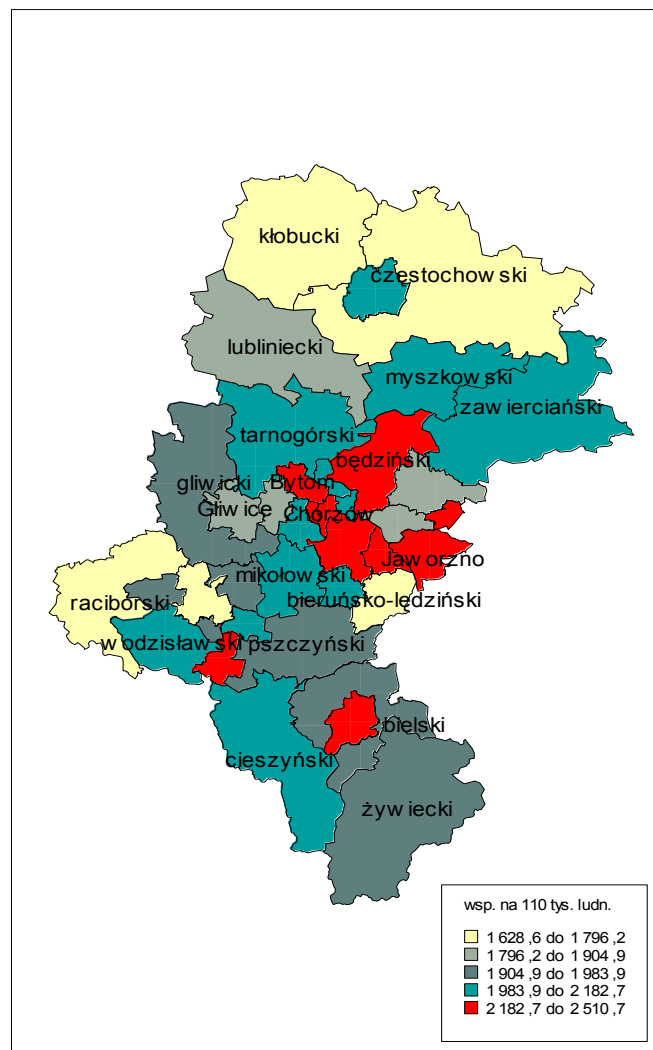 kłobucki
częstochow ski
lubliniecki
myszkow ski
zaw ierciański
tarnogórski
będziński
gliw icki
Bytom
Gliw ice
Chorzów
Jaw orzno
mikołow ski
raciborski
bieruńsko-lędziński
w odzisław ski
pszczyński
bielski
cieszyński
żyw iecki
wsp. na 110 tys. ludn.
1 628 ,6 do 1 796 ,2
1 796 ,2 do 1 904 ,9
1 904 ,9 do 1 983 ,9
1 983 ,9 do 2 182 ,7
2 182 ,7 do 2 510 ,7